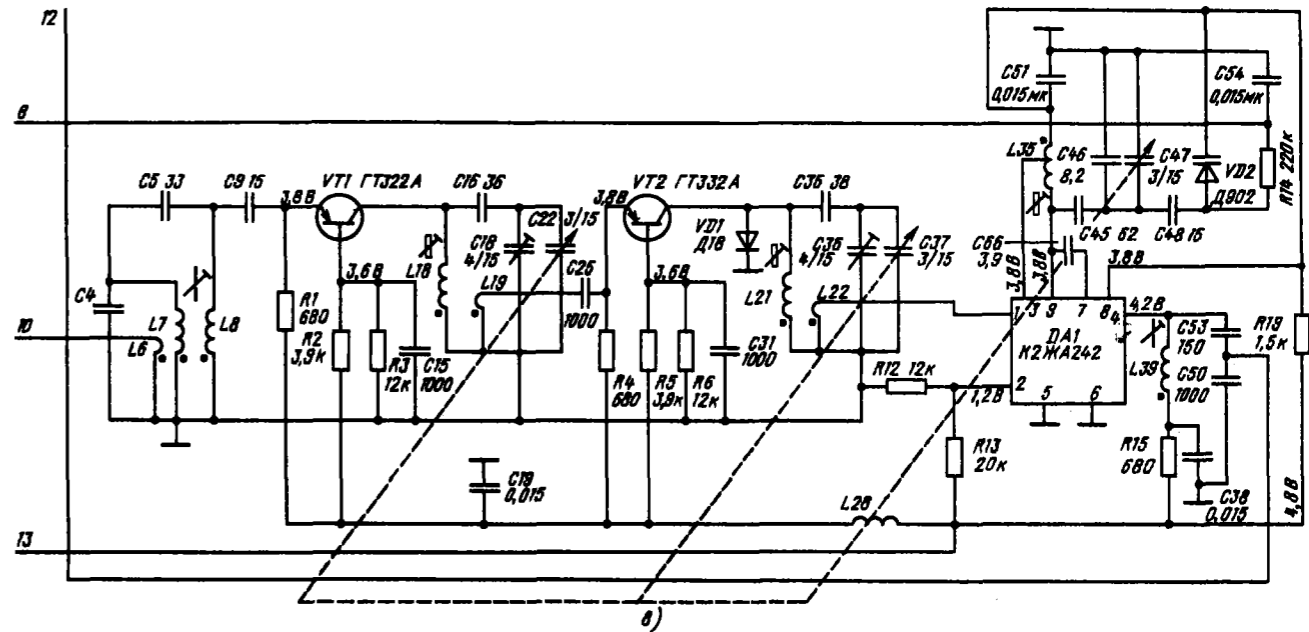 12
8
10
13
C5 33
C9 15
3,8В
VT1 ГТ322А
C16 36
C22 3/15
C18
4/15
C4
L7
L6
L8
R1
680
R2
3,9к
3,6В
R3
12к
C15
1000
L18
L19
C25
1000
C19
0,015
3,8В
VT2 ГТ332А
3,6В
R4
680
R5
3,9к
R6
12к
C31
1000
VD1
Д18
C35 38
C36
4/15
C37
3/15
L21
L22
R12 12к
1,2В
R13
20к
L28
C51
0,015мк
C54
0,015мк
L35
C46
8,2
C47
3/15
VD2
Д902
R14 220к
C45 62
C48 15
C66
3,9
3,8В
3,8В
3,8В
1 3 9 7 8 4
DA1
К2ЖА242
2 5 6
4,2В
C53
150
C50
1000
L39
R15
680
C38
0,015
R19
1,5к
4,8В
в)